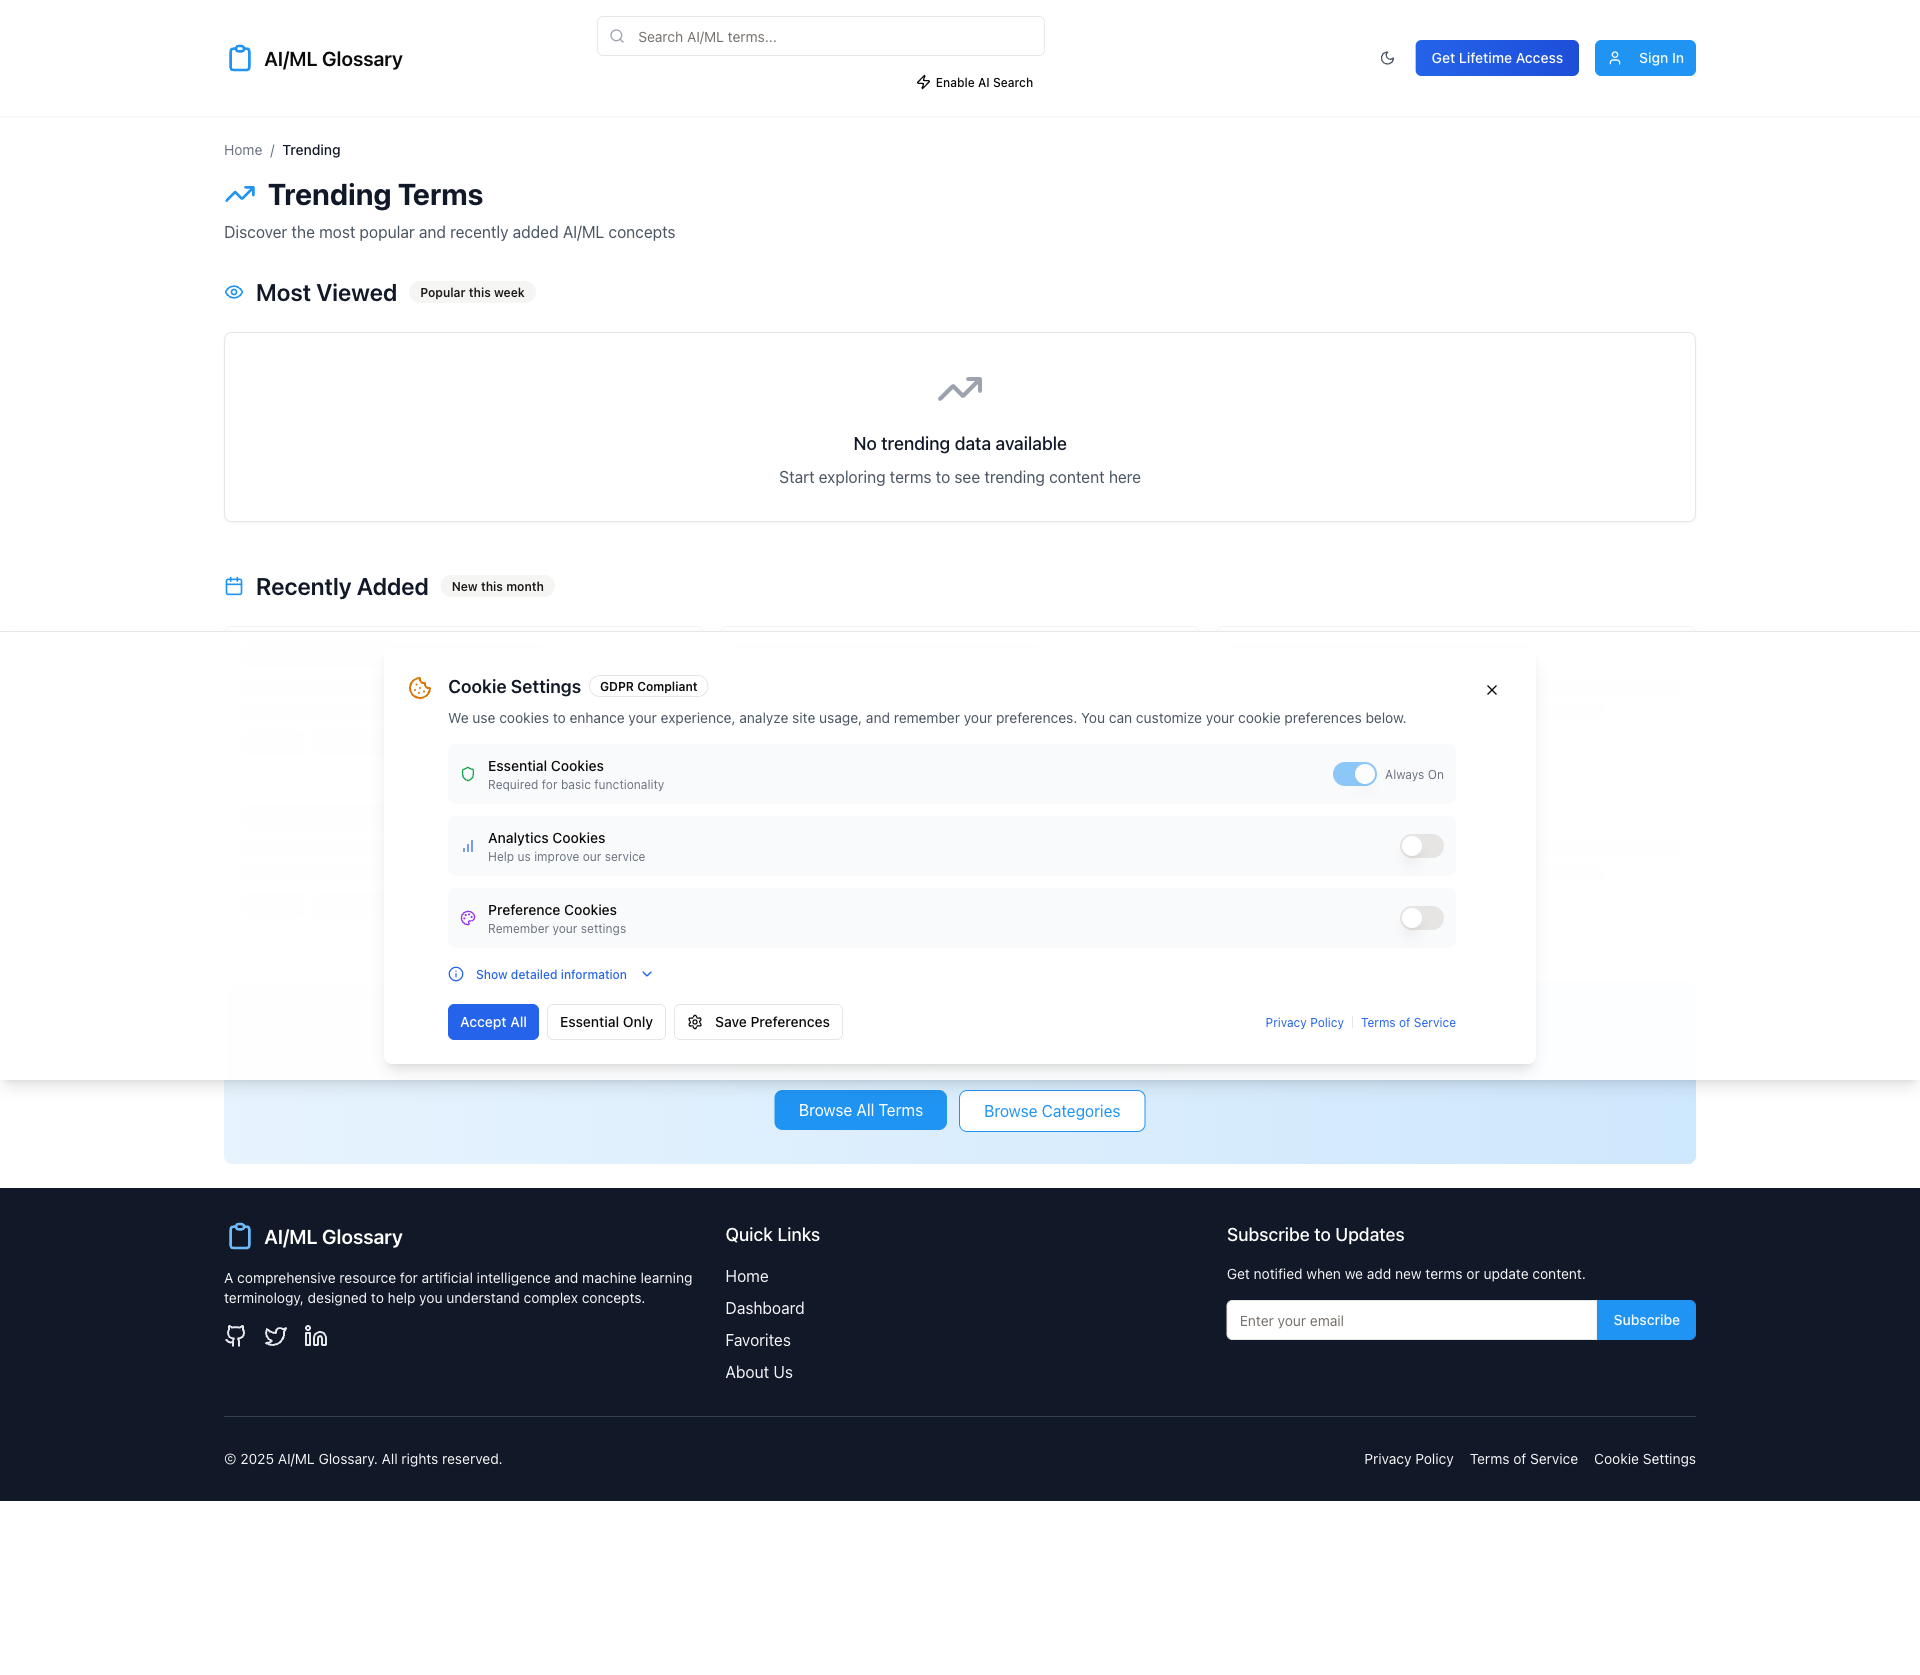 AI/ML Glossary
Search AI/ML terms...
Enable AI Search
Get Lifetime Access
Sign In
Home / Trending
Trending Terms
Discover the most popular and recently added AI/ML concepts
Most Viewed
Popular this week
No trending data available
Start exploring terms to see trending content here
Recently Added
New this month
Cookie Settings
GDPR Compliant
We use cookies to enhance your experience, analyze site usage, and remember your preferences. You can customize your cookie preferences below.
Essential Cookies
Required for basic functionality
Always On
Analytics Cookies
Help us improve our service
Preference Cookies
Remember your settings
Show detailed information
Accept All
Essential Only
Save Preferences
Privacy Policy
Terms of Service
Browse All Terms
Browse Categories
AI/ML Glossary
A comprehensive resource for artificial intelligence and machine learning
terminology, designed to help you understand complex concepts.
Quick Links
Home
Dashboard
Favorites
About Us
Subscribe to Updates
Get notified when we add new terms or update content.
Enter your email
Subscribe
© 2025 AI/ML Glossary. All rights reserved.
Privacy Policy
Terms of Service
Cookie Settings